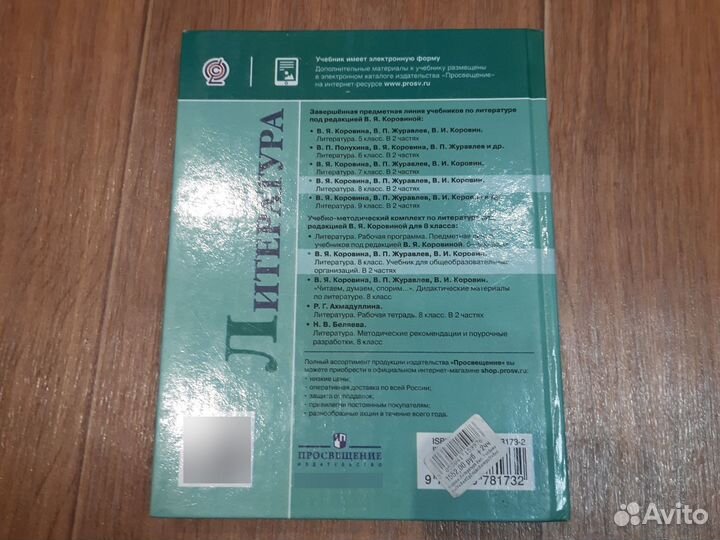 Учебник имеет электронную форму
Дополнительные материалы к учебнику размещены
в электронном каталоге издательства «Просвещение»
на интернет-ресурсе www.prosv.ru
ЛИТЕРАТУРА
Завершённая предметная линия учебников по литературе
под редакцией В. Я. Коровиной:
• В. Я. Коровина, В. П. Журавлев, В. И. Коровин.
Литература. 5 класс. В 2 частях
• В. П. Полухина, В. Я. Коровина, В. П. Журавлев и др.
Литература. 6 класс. В 2 частях
• В. Я. Коровина, В. П. Журавлев, В. И. Коровин.
Литература. 7 класс. В 2 частях
• В. Я. Коровина, В. П. Журавлев, В. И. Коровин.
Литература. 8 класс. В 2 частях
• В. Я. Коровина, В. П. Журавлев, В. И. Коровин и др.
Литература. 9 класс. В 2 частях
Учебно-методический комплект по литературе под
редакцией В. Я. Коровиной для 8 класса:
• Литература. Рабочая программа. Предметная линия
учебников под редакцией В. Я. Коровиной.
• В. Я. Коровина, В. П. Журавлев, В. И. Коровин.
Литература. 8 класс. Учебник для общеобразовательных
организаций. В 2 частях
• В. Я. Коровина, В. П. Журавлев, В. И. Коровин.
«Читаем, думаем, спорим...». Дидактические материалы
по литературе. 8 класс
• Р. Г. Ахмадуллина.
Литература. Рабочая тетрадь. 8 класс. В 2 частях
• Н. В. Беляева.
Литература. Методические рекомендации и поурочные
разработки. 8 класс
Полный ассортимент продукции издательства «Просвещение» вы
можете приобрести в официальном интернет-магазине shop.prosv.ru:
• низкие цены;
• оперативная доставка по всей России;
• защита от подделок;
• привилегии постоянным покупателям;
• разнообразные акции в течение всего года.
ПРОСВЕЩЕНИЕ
ИЗДАТЕЛЬСТВО
ISB 3173-2
9 781732
Avito